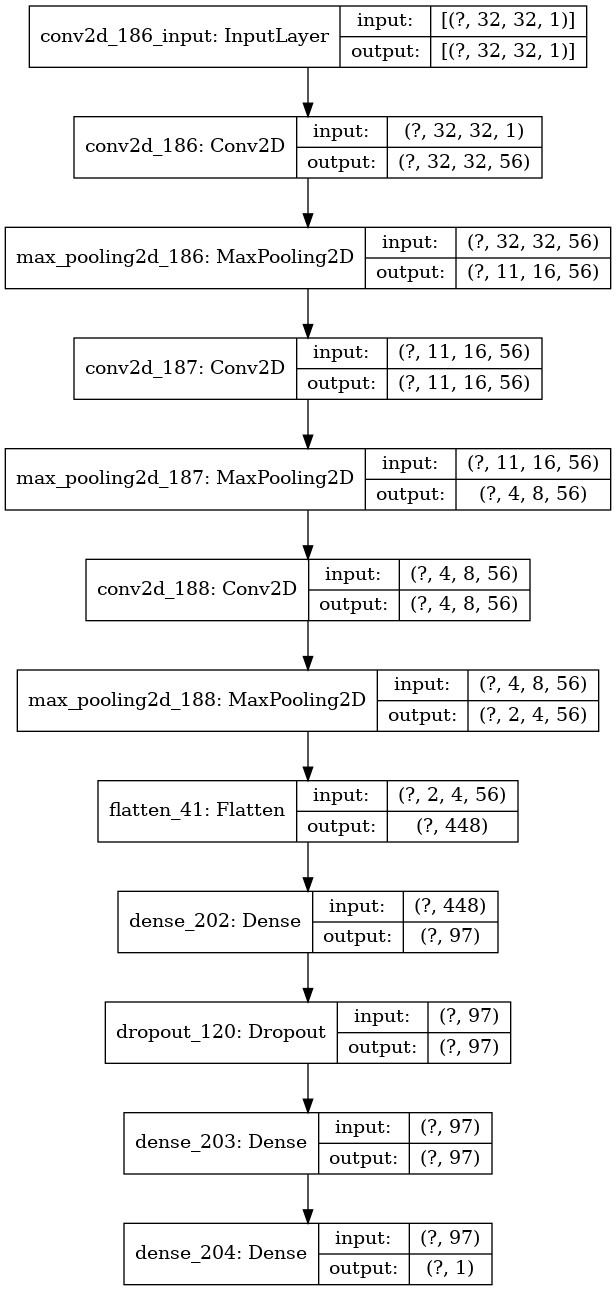 conv2d_186_input: InputLayer
input: [(?, 32, 32, 1)]
output: [(?, 32, 32, 1)]
conv2d_186: Conv2D
input: (?, 32, 32, 1)
output: (?, 32, 32, 56)
max_pooling2d_186: MaxPooling2D
input: (?, 32, 32, 56)
output: (?, 11, 16, 56)
conv2d_187: Conv2D
input: (?, 11, 16, 56)
output: (?, 11, 16, 56)
max_pooling2d_187: MaxPooling2D
input: (?, 11, 16, 56)
output: (?, 4, 8, 56)
conv2d_188: Conv2D
input: (?, 4, 8, 56)
output: (?, 4, 8, 56)
max_pooling2d_188: MaxPooling2D
input: (?, 4, 8, 56)
output: (?, 2, 4, 56)
flatten_41: Flatten
input: (?, 2, 4, 56)
output: (?, 448)
dense_202: Dense
input: (?, 448)
output: (?, 97)
dropout_120: Dropout
input: (?, 97)
output: (?, 97)
dense_203: Dense
input: (?, 97)
output: (?, 97)
dense_204: Dense
input: (?, 97)
output: (?, 1)